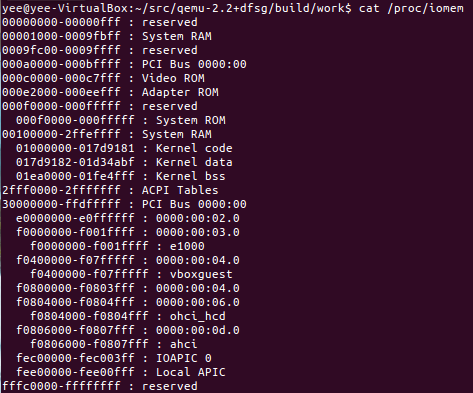 yee@yee-VirtualBox:~/src/qemu-2.2+dfsg/build/work$ cat /proc/iomem
00000000-00000fff : reserved
00001000-0009fbff : System RAM
0009fc00-0009ffff : reserved
000a0000-000bffff : PCI Bus 0000:00
000c0000-000c7fff : Video ROM
000e2000-000eefff : Adapter ROM
000f0000-000fffff : reserved
  000f0000-000fffff : System ROM
00100000-2ffeffff : System RAM
  01000000-017d9181 : Kernel code
  017d9182-01d34abf : Kernel data
  01ea0000-01fe4fff : Kernel bss
2fff0000-2fffffff : ACPI Tables
30000000-ffdfffff : PCI Bus 0000:00
  e0000000-e0ffffff : 0000:00:02.0
  f0000000-f001ffff : 0000:00:03.0
    f0000000-f001ffff : e1000
  f0400000-f07fffff : 0000:00:04.0
    f0400000-f07fffff : vboxguest
  f0800000-f0803fff : 0000:00:04.0
  f0804000-f0804fff : 0000:00:06.0
    f0804000-f0804fff : ohci_hcd
  f0806000-f0807fff : 0000:00:0d.0
    f0806000-f0807fff : ahci
  fec00000-fec003ff : IOAPIC 0
  fee00000-fee00fff : Local APIC
fffc0000-ffffffff : reserved